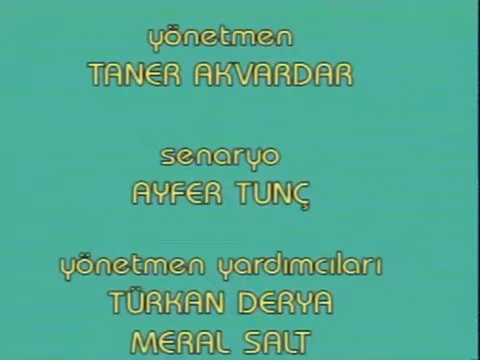 yönetmen
TANER AKVARDAR
senaryo
AYFER TUNÇ
yönetmen yardımcıları
TÜRKAN DERYA
MERAL SALT